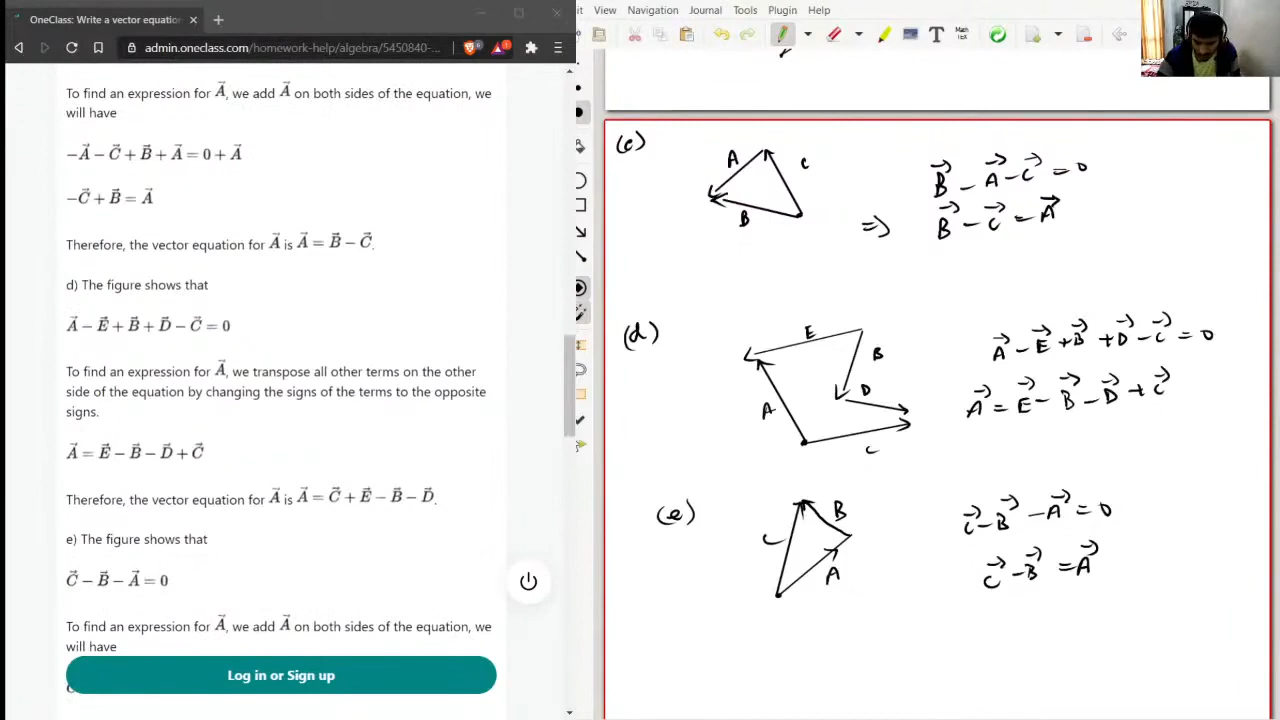 OneClass: Write a vector equation
admin.oneclass.com/homework-help/algebra/5450840-...
To find an expression for A⃗, we add A⃗ on both sides of the equation, we
will have
−A⃗ − C⃗ + B⃗ + A⃗ = 0 + A⃗
−C⃗ + B⃗ = A⃗
Therefore, the vector equation for A⃗ is A⃗ = B⃗ − C⃗.
d) The figure shows that
A⃗ − E⃗ + B⃗ + D⃗ − C⃗ = 0
To find an expression for A⃗, we transpose all other terms on the other
side of the equation by changing the signs of the terms to the opposite
signs.
A⃗ = E⃗ − B⃗ − D⃗ + C⃗
Therefore, the vector equation for A⃗ is A⃗ = C⃗ + E⃗ − B⃗ − D⃗.
e) The figure shows that
C⃗ − B⃗ − A⃗ = 0
To find an expression for A⃗, we add A⃗ on both sides of the equation, we
will have
Log in or Sign up
dit View Navigation Journal Tools Plugin Help
T MATH TEX
(c)
A C
B
B⃗ − A⃗ − C⃗ = 0
⇒ B⃗ − C⃗ = A⃗
(d)
E
B
D
A
C
A⃗ − E⃗ + B⃗ + D⃗ − C⃗ = 0
A⃗ = E⃗ − B⃗ − D⃗ + C⃗
(e)
B
C
A
C⃗ − B⃗ − A⃗ = 0
C⃗ − B⃗ = A⃗